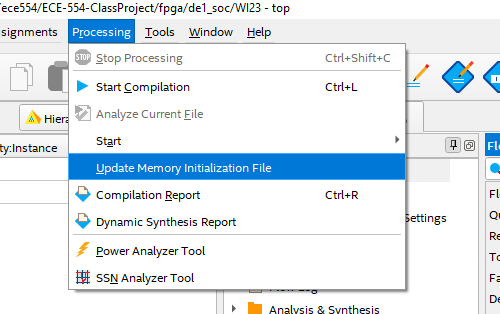 /ece554/ECE-554-ClassProject/fpga/de1_soc/WI23 - top
ssignments Processing Tools Window Help
Stop Processing Ctrl+Shift+C
Start Compilation Ctrl+L
Analyze Current File
Hiera
Start
ty:Instance
Update Memory Initialization File
Compilation Report Ctrl+R
Dynamic Synthesis Report
Settings
Power Analyzer Tool
SSN Analyzer Tool
Flow Log
Analysis & Synthesis
Fl
Fl
Qu
Re
To
Fa
De